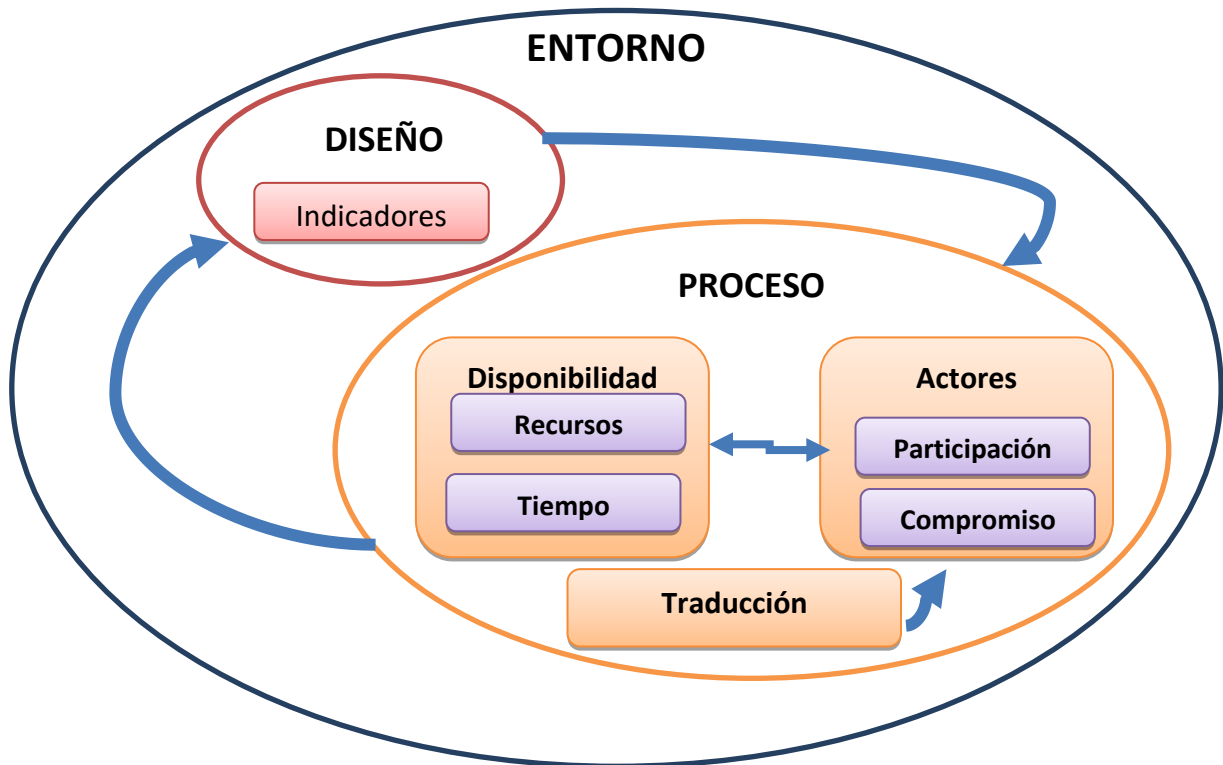 ENTORNO
DISEÑO
Indicadores
PROCESO
Disponibilidad
Recursos
Tiempo
Actores
Participación
Compromiso
Traducción